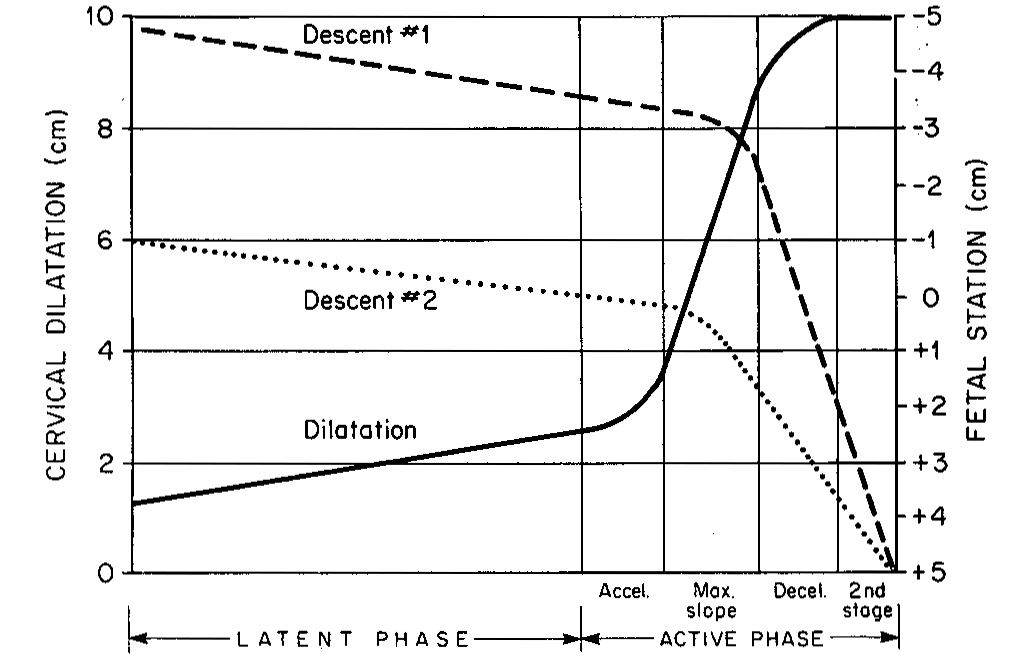 10
8
6
4
2
0
CERVICAL DILATATION (cm)
Descent #1
Descent #2
Dilatation
-5
-4
-3
-2
-1
0
+1
+2
+3
+4
+5
FETAL STATION (cm)
Accel.
Max.
slope
Decel.
2nd
stage
LATENT PHASE
ACTIVE PHASE